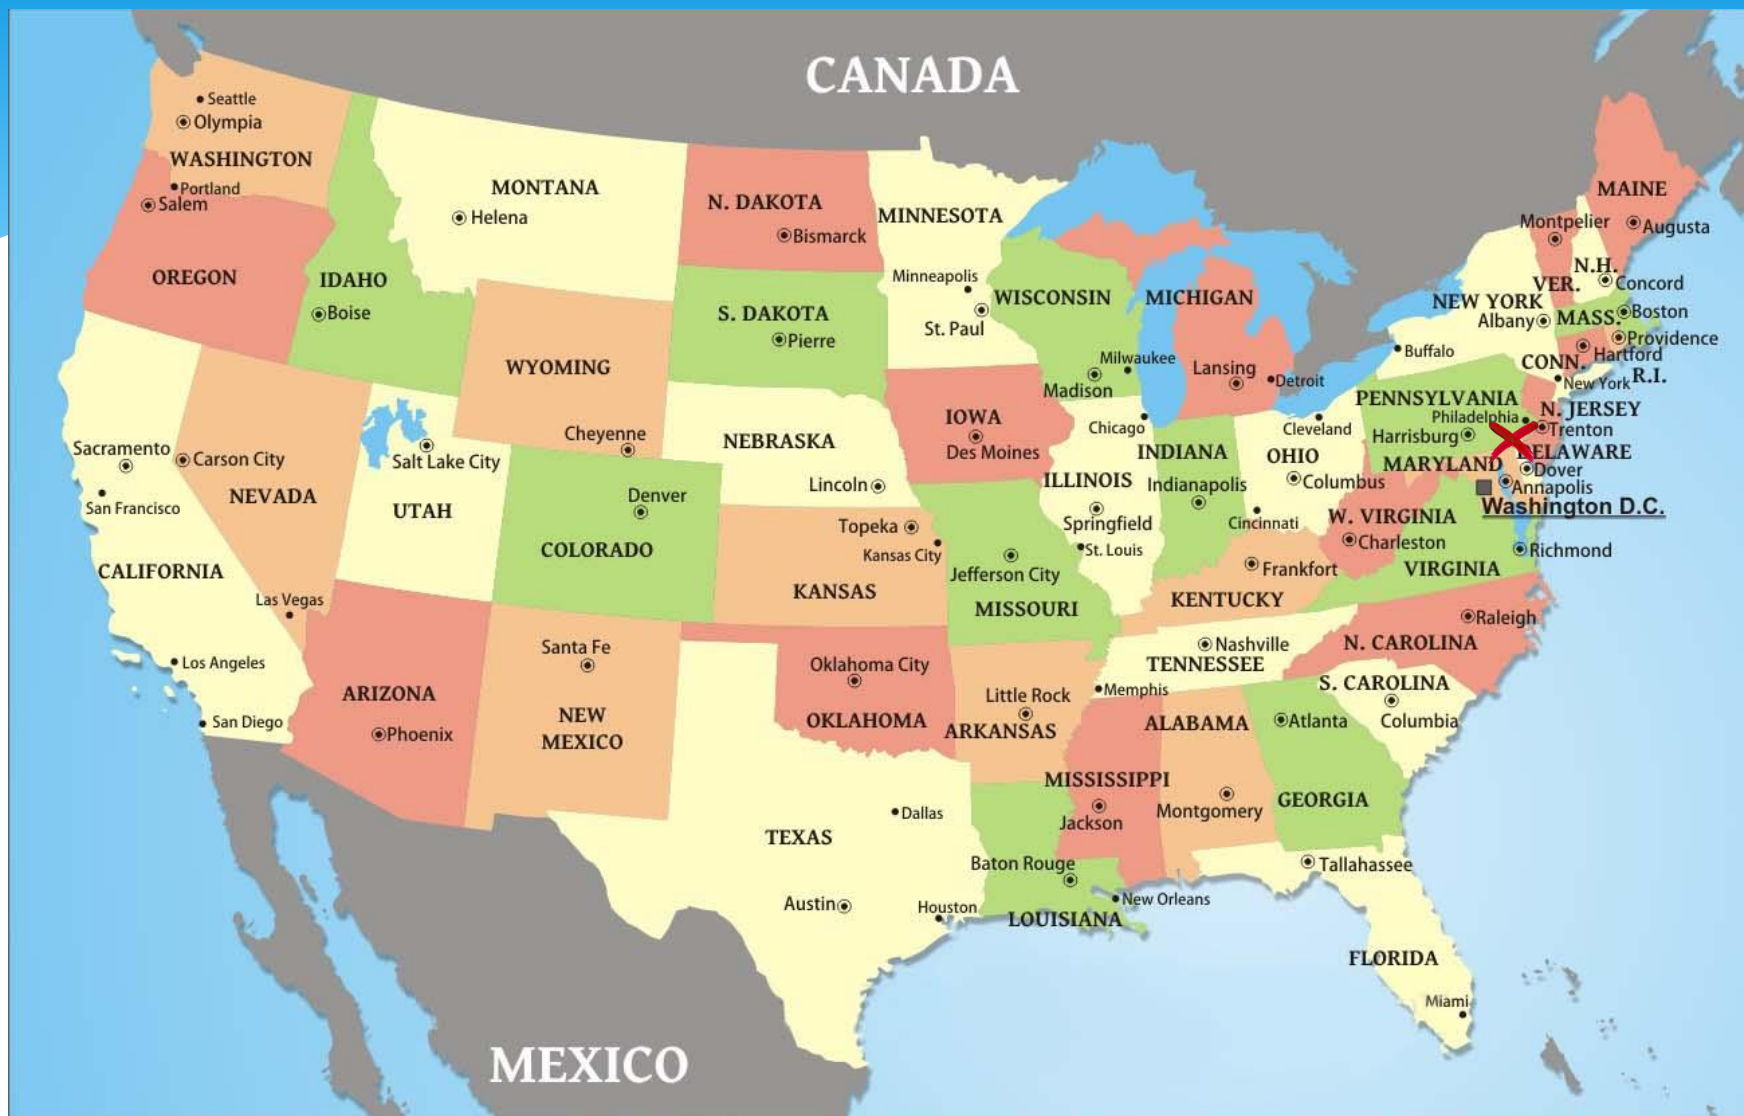 CANADA
Seattle
Olympia
WASHINGTON
Portland
Salem
OREGON
IDAHO
Boise
MONTANA
Helena
N. DAKOTA
Bismarck
MINNESOTA
Minneapolis
St. Paul
S. DAKOTA
Pierre
WYOMING
Cheyenne
WISCONSIN
Milwaukee
Madison
MICHIGAN
Lansing
Detroit
MAINE
Augusta
Montpelier
N.H.
VER.
Concord
NEW YORK
Albany
MASS.
Boston
Providence
Buffalo
CONN.
Hartford
New York
R.I.
PENNSYLVANIA
Philadelphia
N. JERSEY
Harrisburg
Trenton
MARYLAND
DELAWARE
Dover
Annapolis
Washington D.C.
Sacramento
Carson City
NEVADA
San Francisco
CALIFORNIA
Las Vegas
Los Angeles
San Diego
Salt Lake City
UTAH
Denver
COLORADO
NEBRASKA
Lincoln
IOWA
Des Moines
Chicago
ILLINOIS
Springfield
INDIANA
Indianapolis
Cleveland
OHIO
Columbus
Cincinnati
W. VIRGINIA
Charleston
Richmond
VIRGINIA
Topeka
Kansas City
KANSAS
St. Louis
Jefferson City
MISSOURI
Frankfort
KENTUCKY
Raleigh
N. CAROLINA
Nashville
TENNESSEE
Memphis
S. CAROLINA
Columbia
ARIZONA
Phoenix
Santa Fe
NEW
MEXICO
Oklahoma City
OKLAHOMA
Little Rock
ARKANSAS
ALABAMA
Montgomery
Atlanta
GEORGIA
MISSISSIPPI
Jackson
Dallas
TEXAS
Austin
Houston
Baton Rouge
New Orleans
LOUISIANA
Tallahassee
FLORIDA
Miami
MEXICO